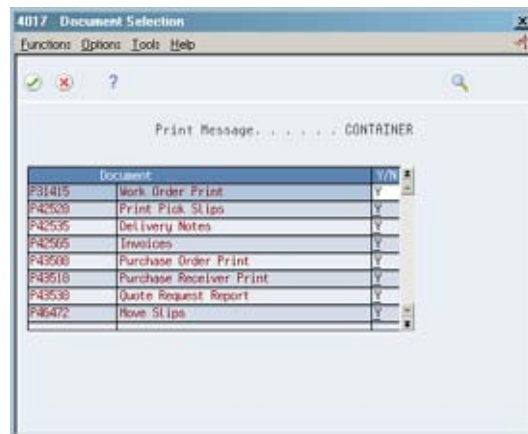 4017 Document Selection
Functions Options Tools Help
?
Print Message. . . . . . CONTAINER
Document Y/N
P31415 Work Order Print Y
P42520 Print Pick Slips Y
P42535 Delivery Notes Y
P42565 Invoices Y
P43500 Purchase Order Print Y
P43510 Purchase Receiver Print Y
P43530 Quote Request Report Y
P46472 Move Slips Y